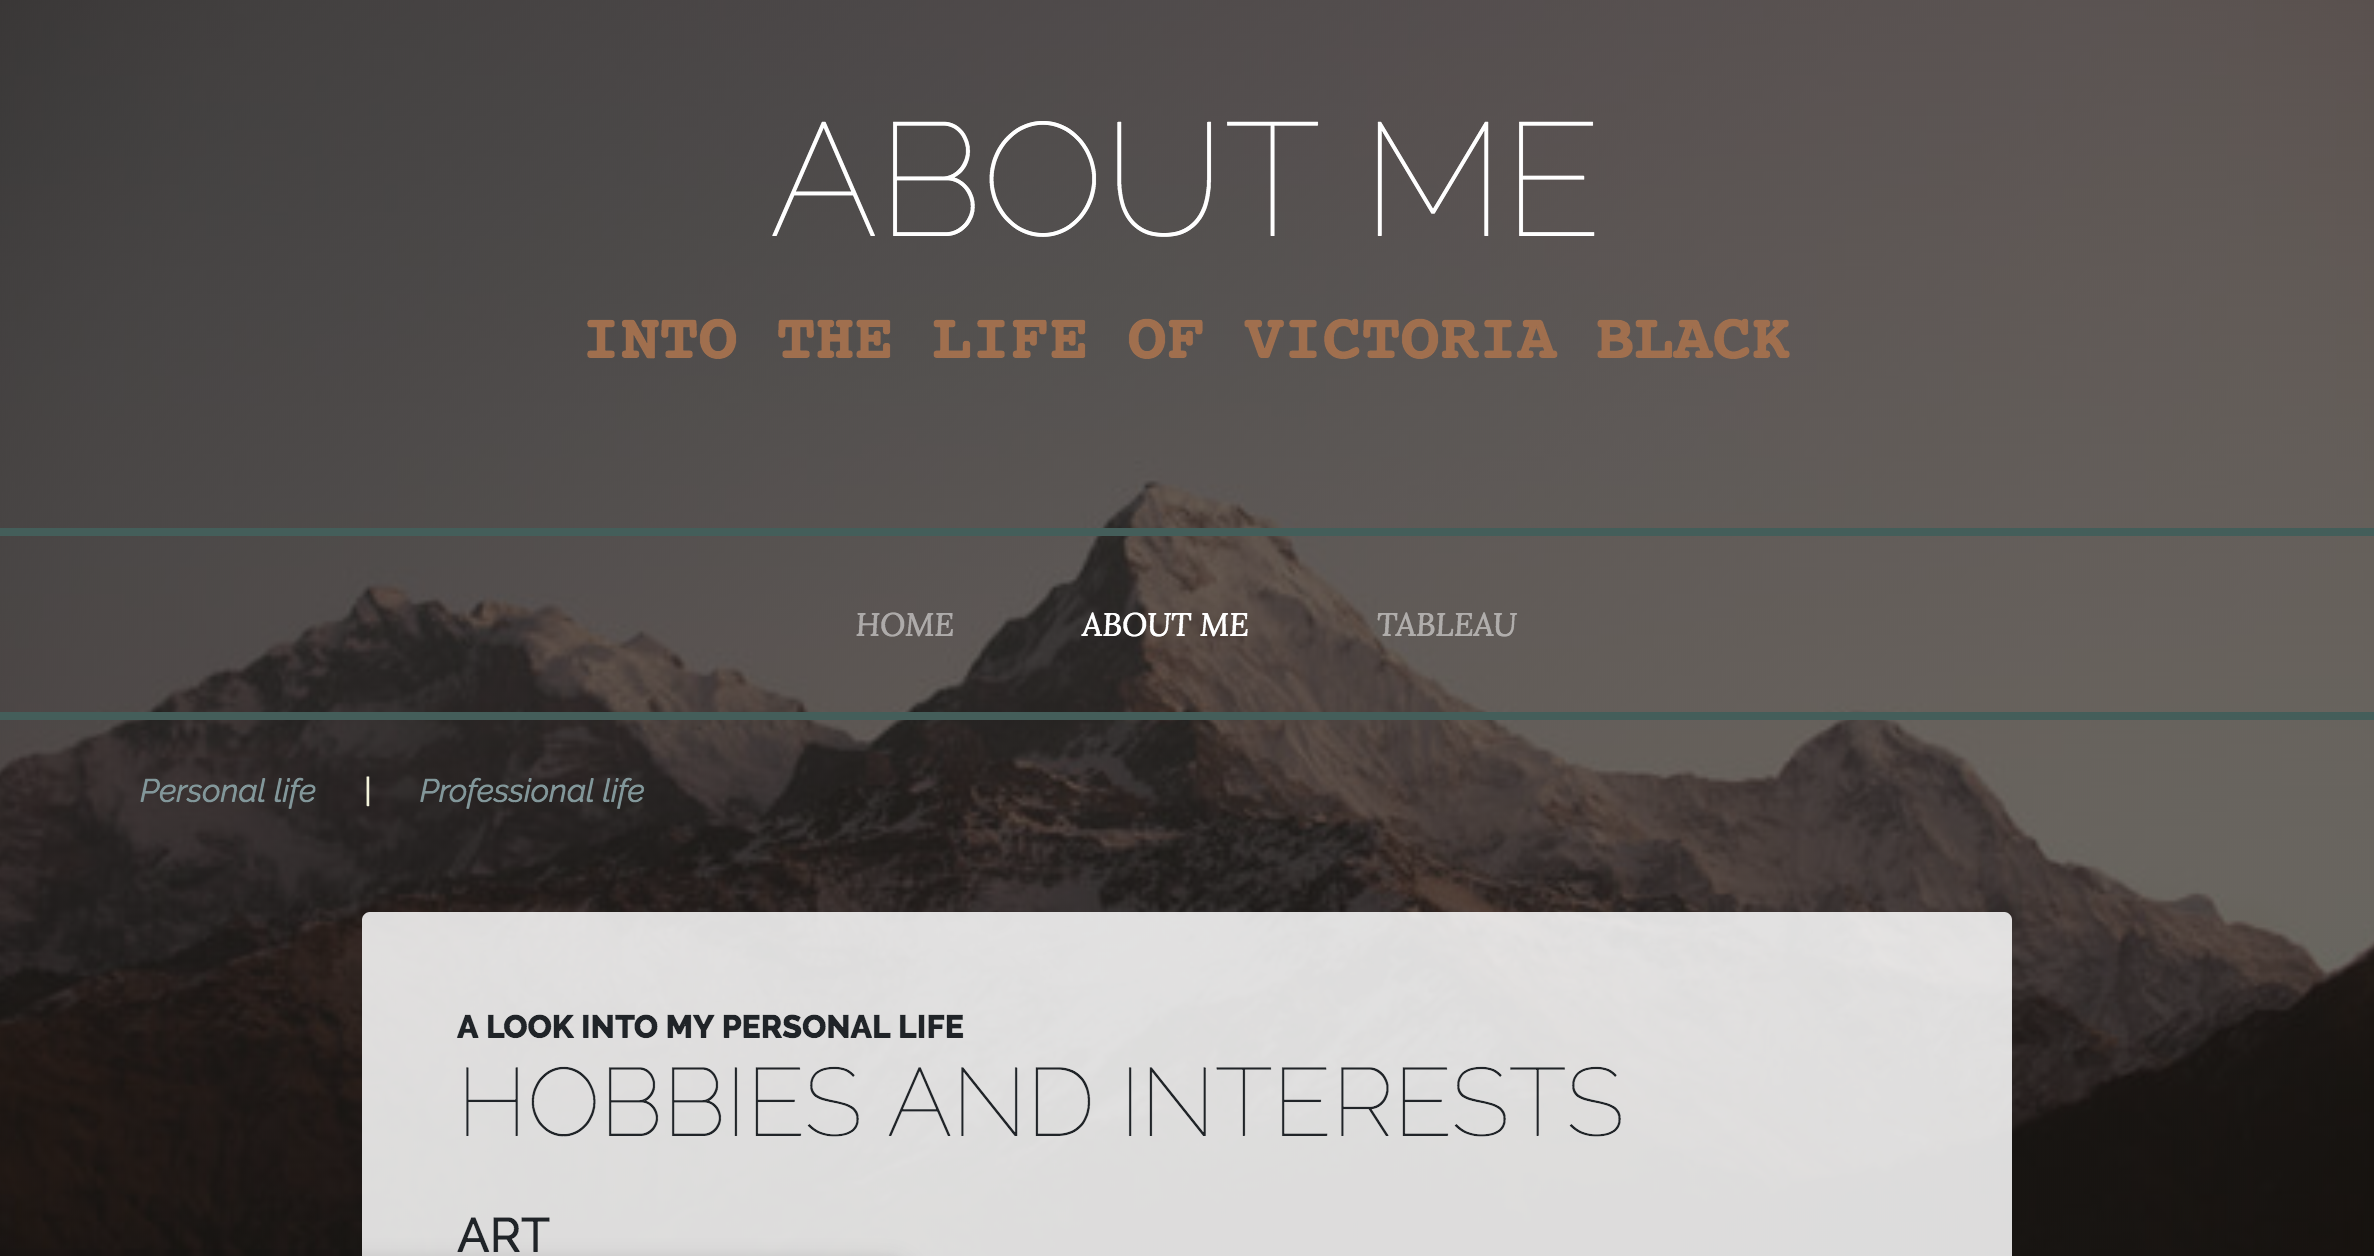 ABOUT ME
INTO THE LIFE OF VICTORIA BLACK
HOME ABOUT ME TABLEAU
Personal life | Professional life
A LOOK INTO MY PERSONAL LIFE
HOBBIES AND INTERESTS
ART